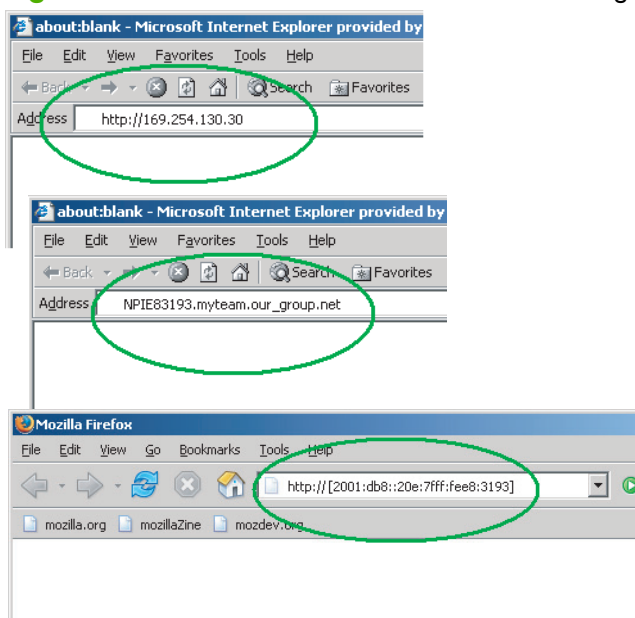 about:blank - Microsoft Internet Explorer provided by
File Edit View Favorites Tools Help
Back Search Favorites
Address http://169.254.130.30
about:blank - Microsoft Internet Explorer provided by
File Edit View Favorites Tools Help
Back Search Favorites
Address NPIE83193.myteam.our_group.net
Mozilla Firefox
File Edit View Go Bookmarks Tools Help
http://[2001:db8::20e:7fff:fee8:3193]
mozilla.org mozillaZine mozdev.org